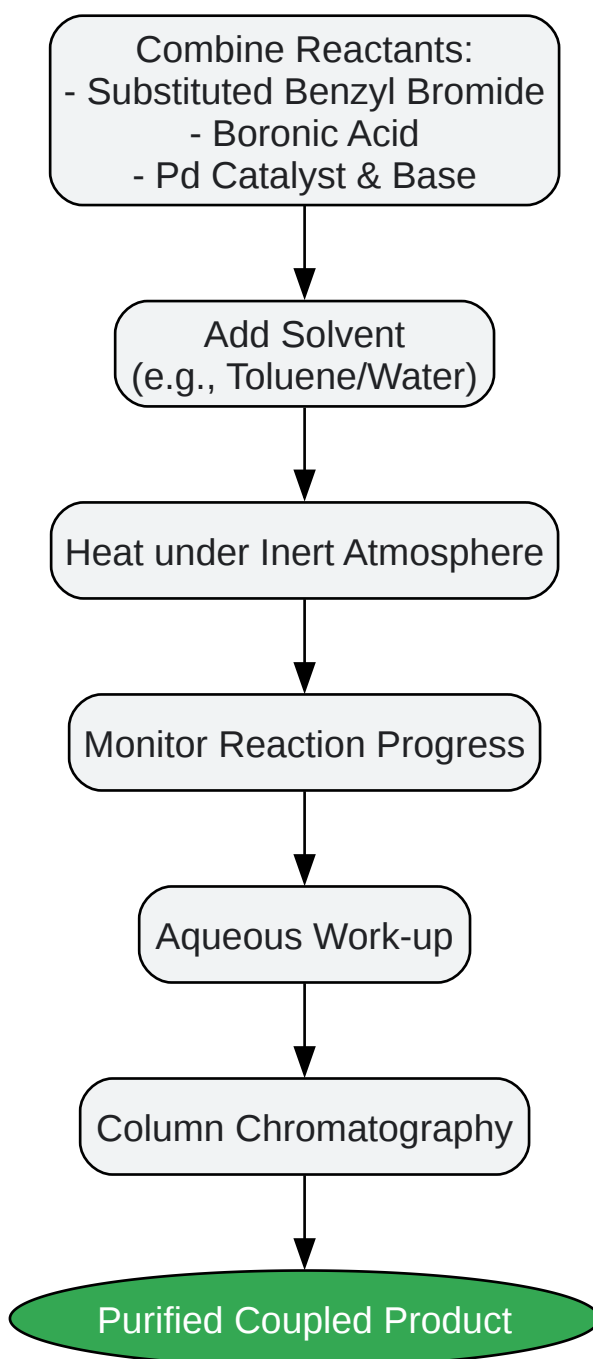 Combine Reactants:
- Substituted Benzyl Bromide
- Boronic Acid
- Pd Catalyst & Base
Add Solvent
(e.g., Toluene/Water)
Heat under Inert Atmosphere
Monitor Reaction Progress
Aqueous Work-up
Column Chromatography
Purified Coupled Product